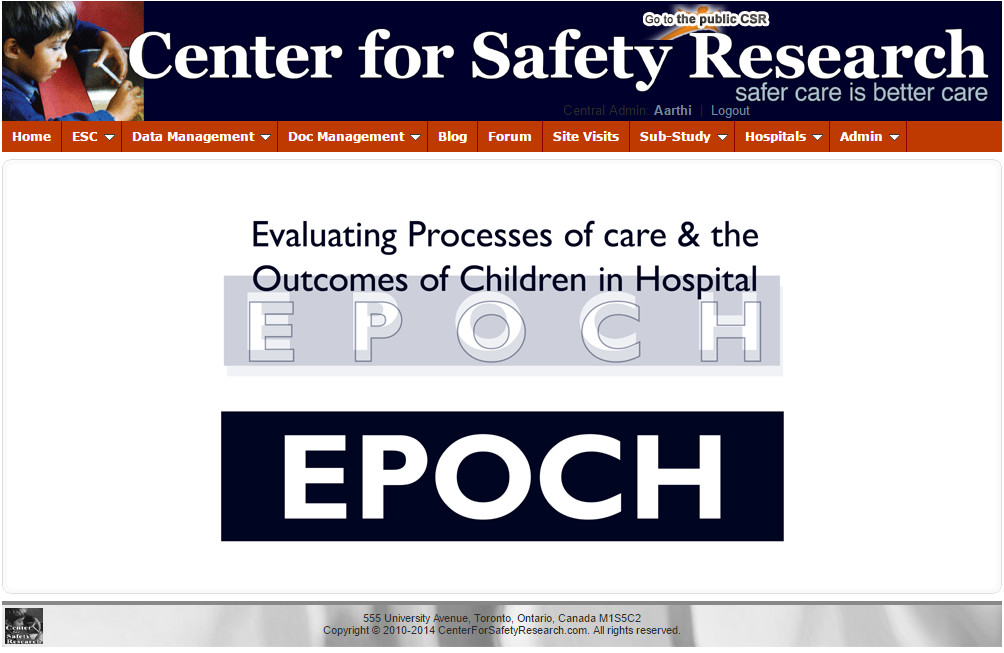 Go to the public CSR
Center for Safety Research
safer care is better care
Central Admin: Aarthi | Logout
Home ESC Data Management Doc Management Blog Forum Site Visits Sub-Study Hospitals Admin
Evaluating Processes of care & the
Outcomes of Children in Hospital
E P O C H
EPOCH
Center
for
Safety
Research
555 University Avenue, Toronto, Ontario, Canada M1S5C2
Copyright © 2010-2014 CenterForSafetyResearch.com. All rights reserved.